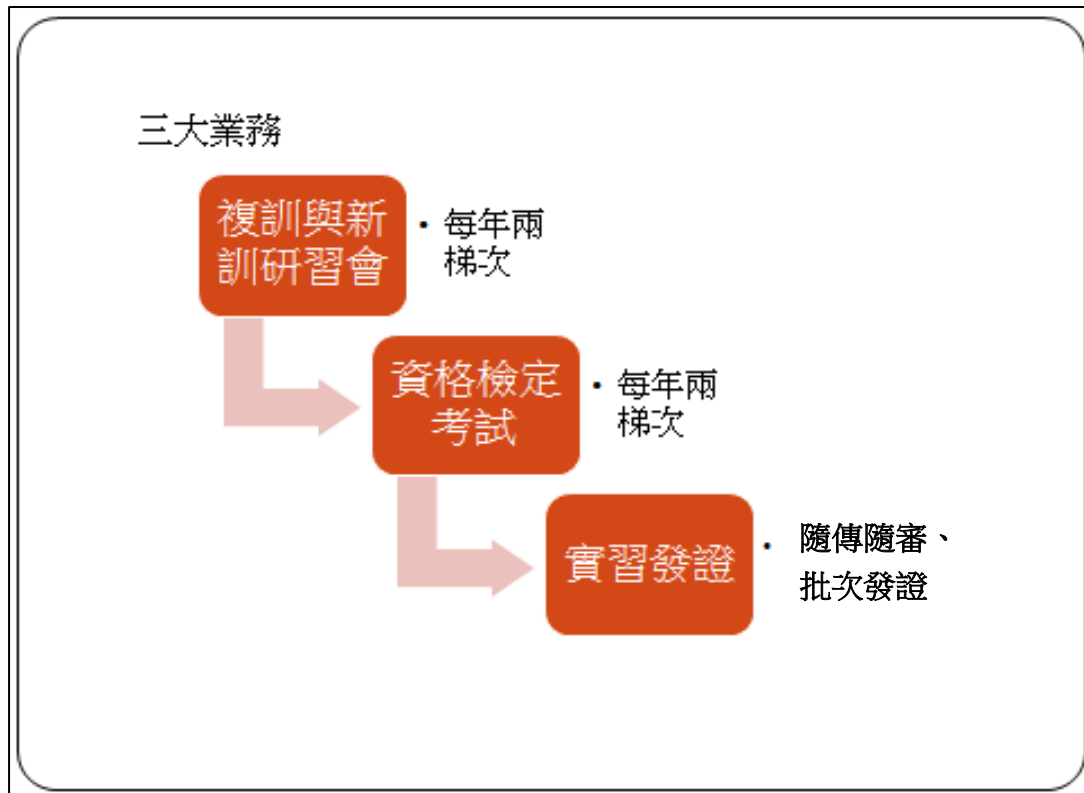 三大業務
複訓與新
訓研習會
• 每年兩
梯次
資格檢定
考試
• 每年兩
梯次
實習發證
• 隨傳隨審、
批次發證